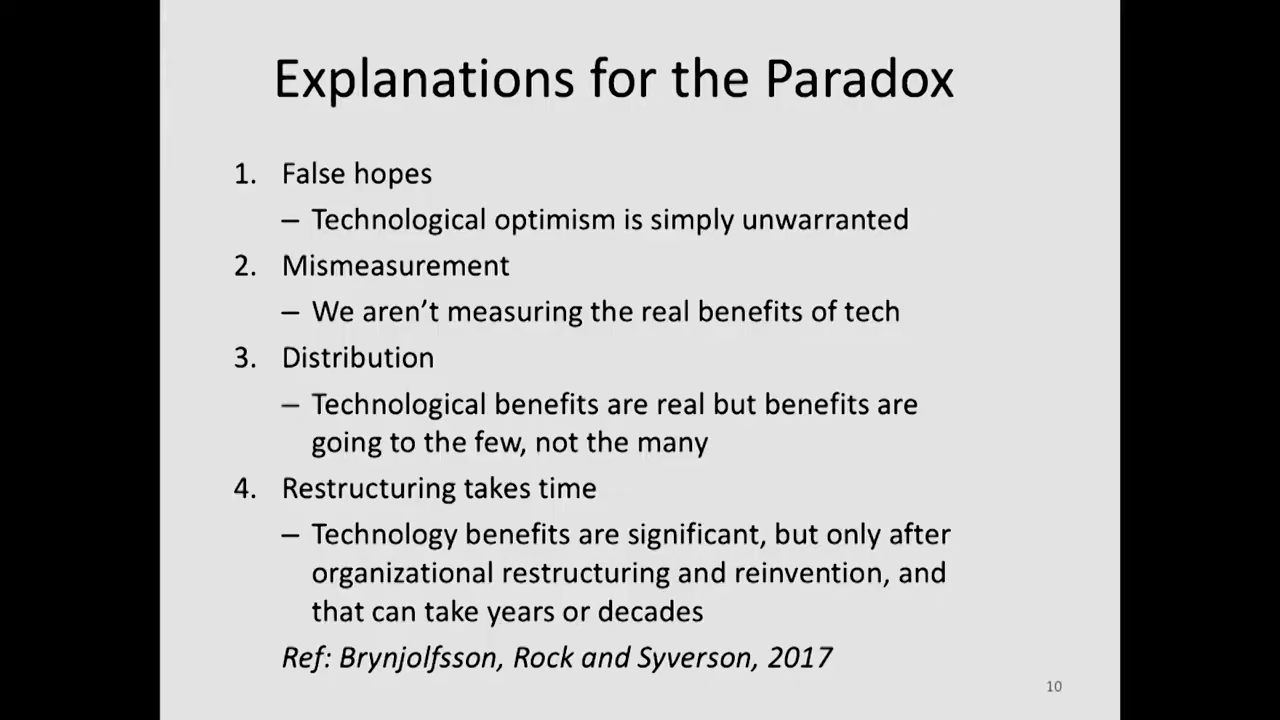 Explanations for the Paradox
1. False hopes
– Technological optimism is simply unwarranted
2. Mismeasurement
– We aren’t measuring the real benefits of tech
3. Distribution
– Technological benefits are real but benefits are
going to the few, not the many
4. Restructuring takes time
– Technology benefits are significant, but only after
organizational restructuring and reinvention, and
that can take years or decades
Ref: Brynjolfsson, Rock and Syverson, 2017
10